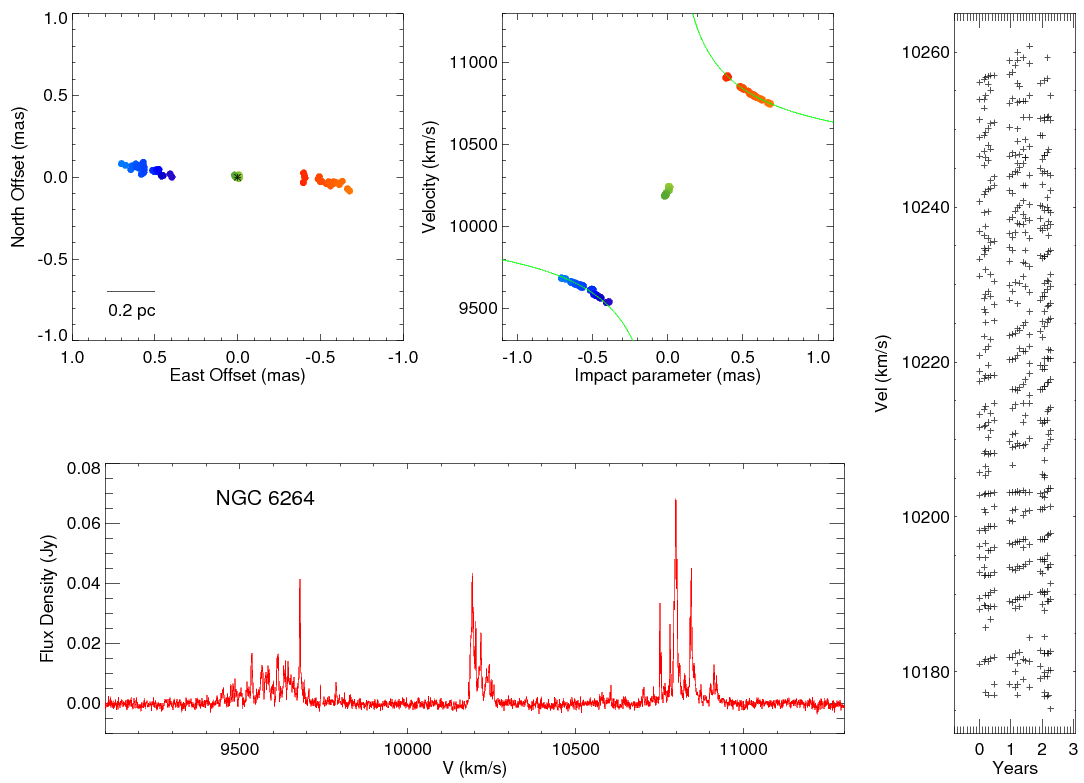 1.0
0.5
0.0
-0.5
-1.0
North Offset (mas)
0.2 pc
1.0 0.5 0.0 -0.5 -1.0
East Offset (mas)
11000
10500
10000
9500
Velocity (km/s)
-1.0 -0.5 0.0 0.5 1.0
Impact parameter (mas)
0.08
0.06
0.04
0.02
0.00
Flux Density (Jy)
NGC 6264
9500 10000 10500 11000
V (km/s)
10260
10240
10220
10200
10180
Vel (km/s)
0 1 2 3
Years